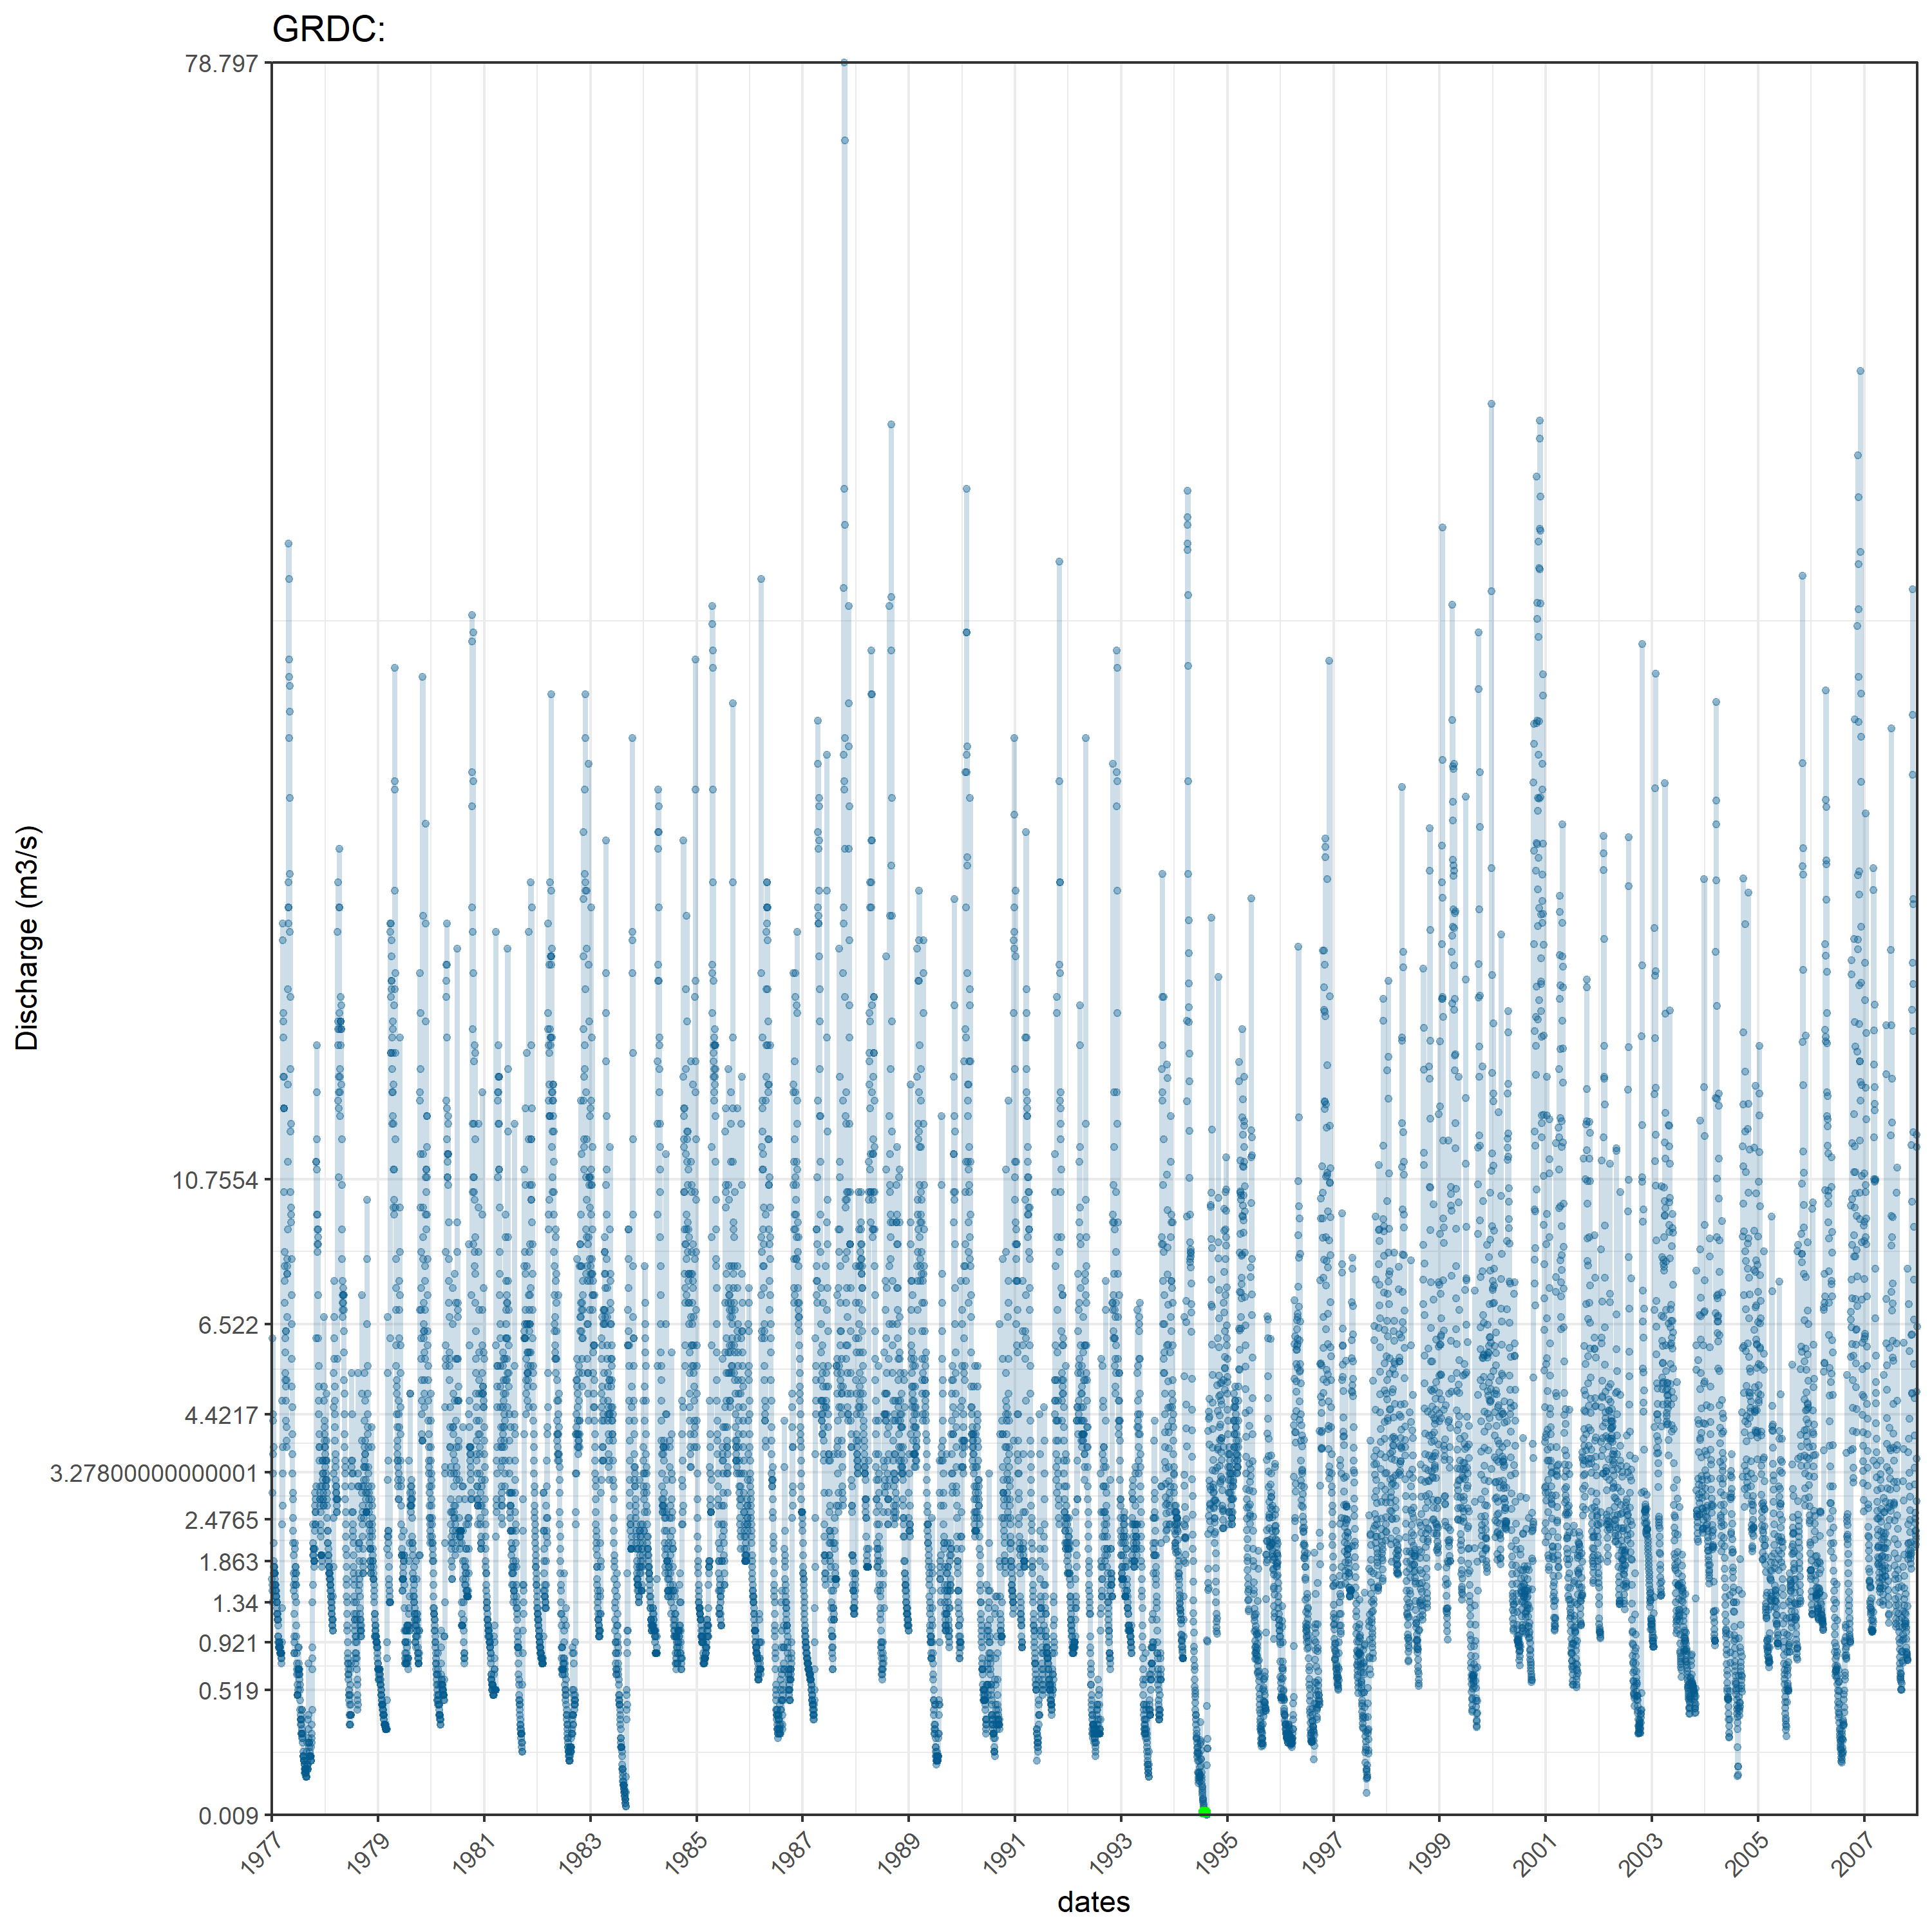 GRDC:
78.797
10.7554
6.522
4.4217
3.27800000000001
2.4765
1.863
1.34
0.921
0.519
0.009
Discharge (m3/s)
1977 1979 1981 1983 1985 1987 1989 1991 1993 1995 1997 1999 2001 2003 2005 2007
dates